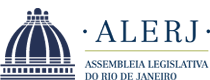 ·ALERJ·
ASSEMBLEIA LEGISLATIVA
DO RIO DE JANEIRO